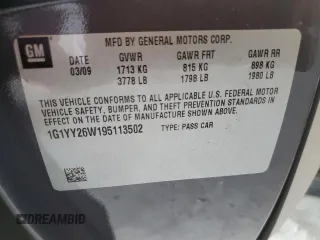 GM
MFD BY GENERAL MOTORS CORP.
DATE GVWR GAWR FRT GAWR RR
03/09 1713 KG 815 KG 898 KG
3778 LB 1798 LB 1980 LB
THIS VEHICLE CONFORMS TO ALL APPLICABLE U.S. FEDERAL MOTOR
VEHICLE SAFETY, BUMPER, AND THEFT PREVENTION STANDARDS IN
EFFECT ON THE DATE OF MANUFACTURE SHOWN ABOVE.
1G1YY26W195113502 TYPE: PASS CAR
© DREAMBID